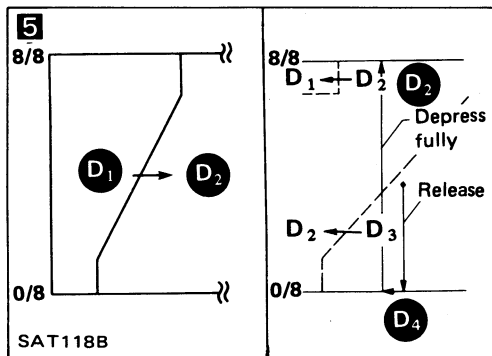 5
8/8
D₁ → D₂
0/8
SAT118B
8/8
D₁ ← D₂ D₂
Depress
fully
Release
D₂ ← D₃
0/8
D₄